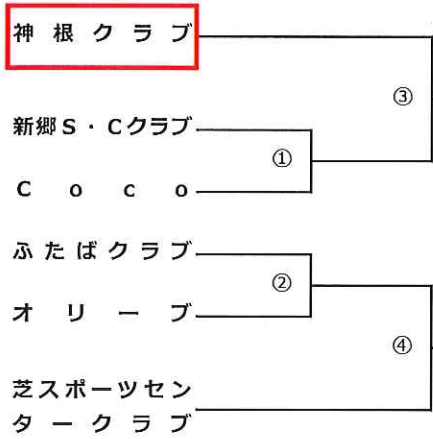 神根クラブ
③
新郷S・Cクラブ
①
Coco
ふたばクラブ
②
オリーブ
④
芝スポーツセン
タークラブ